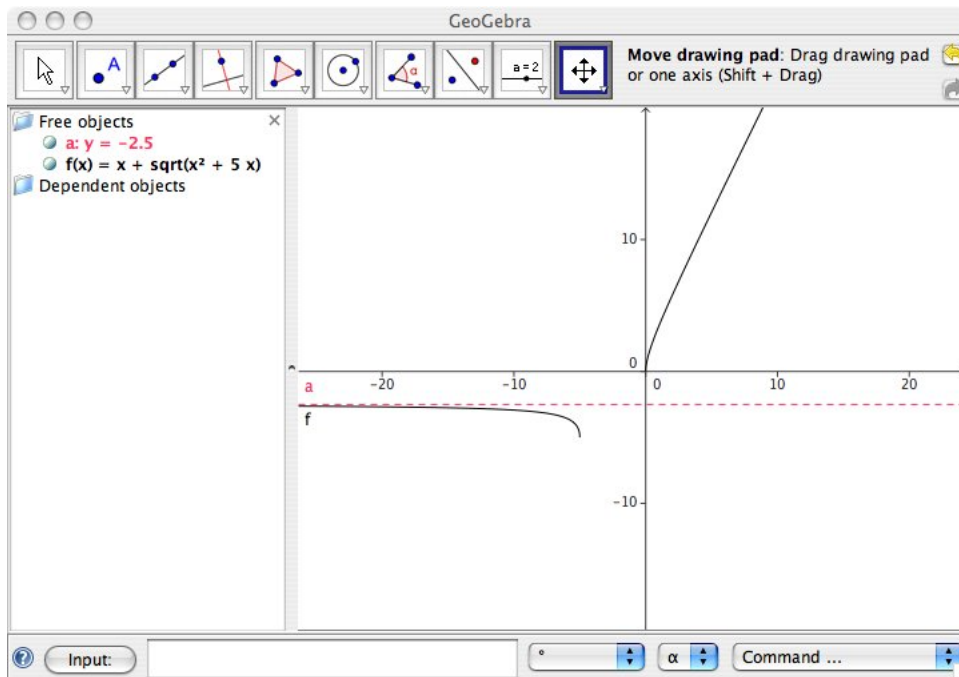 GeoGebra
A
α
a=2
Move drawing pad: Drag drawing pad
or one axis (Shift + Drag)
Free objects
a: y = −2.5
f(x) = x + sqrt(x² + 5 x)
Dependent objects
10
0
a
-20
-10
0
10
20
f
-10
Input:
°
α
Command ...